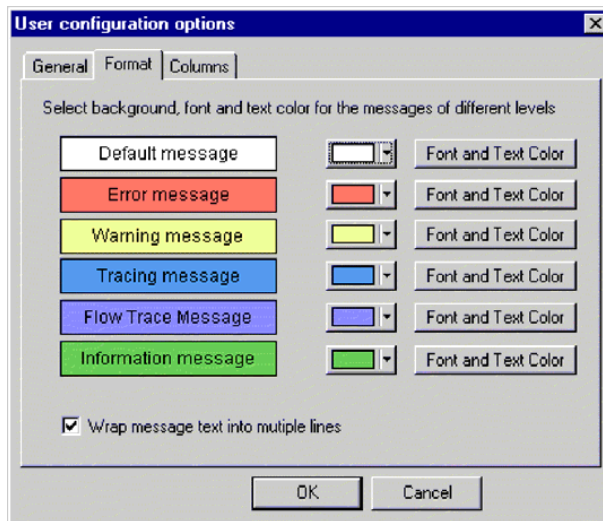 User configuration options
General Format Columns
Select background, font and text color for the messages of different levels
Default message Font and Text Color
Error message Font and Text Color
Warning message Font and Text Color
Tracing message Font and Text Color
Flow Trace Message Font and Text Color
Information message Font and Text Color
Wrap message text into mutiple lines
OK Cancel